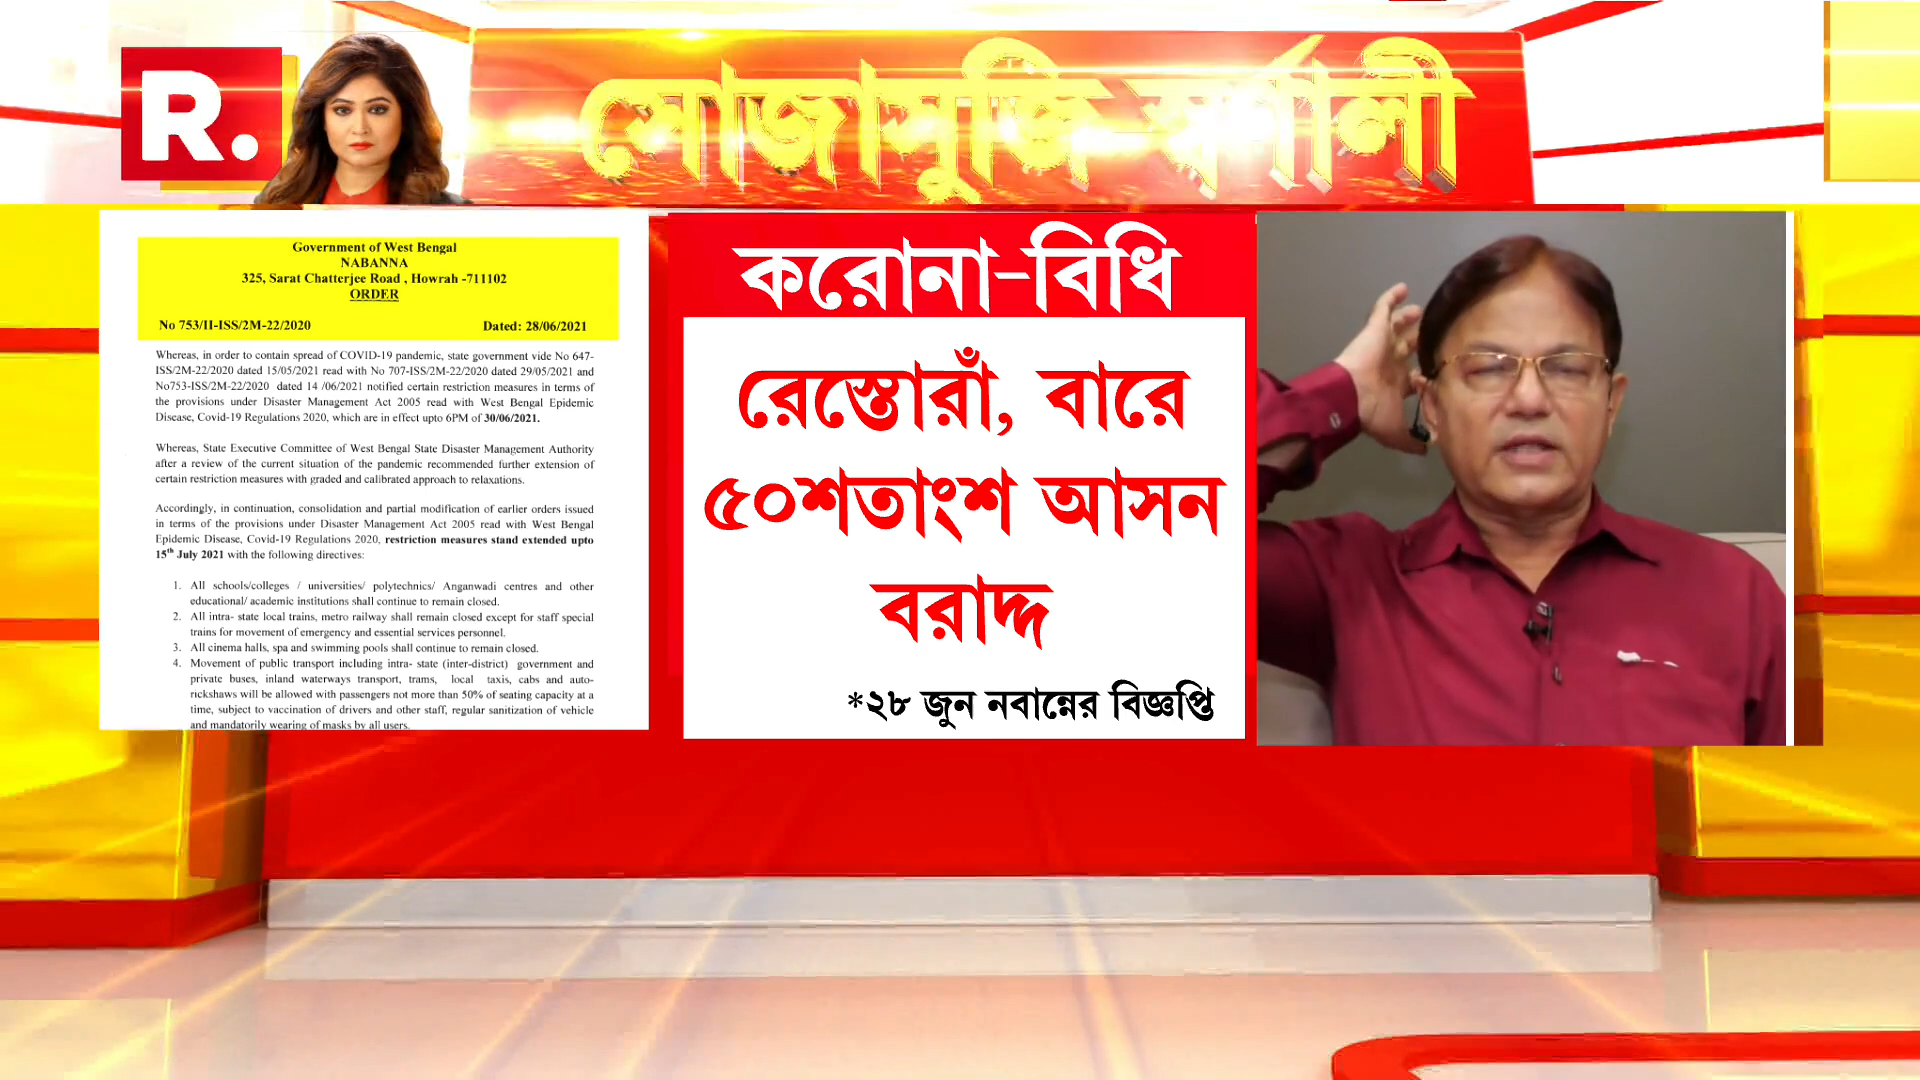 R.
সোজাসুজি স্বর্ণালী
Government of West Bengal
NABANNA
325, Sarat Chatterjee Road , Howrah -711102
ORDER
No 753/II-ISS/2M-22/2020 Dated: 28/06/2021
Whereas, in order to contain spread of COVID-19 pandemic, state government vide No 647-
ISS/2M-22/2020 dated 15/05/2021 read with No 707-ISS/2M-22/2020 dated 29/05/2021 and
No753-ISS/2M-22/2020 dated 14 /06/2021 notified certain restriction measures in terms of
the provisions under Disaster Management Act 2005 read with West Bengal Epidemic
Disease, Covid-19 Regulations 2020, which are in effect upto 6PM of 30/06/2021.
Whereas, State Executive Committee of West Bengal State Disaster Management Authority
after a review of the current situation of the pandemic recommended further extension of
certain restriction measures with graded and calibrated approach to relaxations.
Accordingly, in continuation, consolidation and partial modification of earlier orders issued
in terms of the provisions under Disaster Management Act 2005 read with West Bengal
Epidemic Disease, Covid-19 Regulations 2020, restriction measures stand extended upto
15th July 2021 with the following directives:
1. All schools/colleges / universities/ polytechnics/ Anganwadi centres and other
educational/ academic institutions shall continue to remain closed.
2. All intra- state local trains, metro railway shall remain closed except for staff special
trains for movement of emergency and essential services personnel.
3. All cinema halls, spa and swimming pools shall continue to remain closed.
4. Movement of public transport including intra- state (inter-district) government and
private buses, inland waterways transport, trams, local taxis, cabs and auto-
rickshaws will be allowed with passengers not more than 50% of seating capacity at a
time, subject to vaccination of drivers and other staff, regular sanitization of vehicle
and mandatorily wearing of masks by all users.
করোনা-বিধি
রেস্তোরাঁ, বারে
৫০শতাংশ আসন
বরাদ্দ
*২৮ জুন নবান্নের বিজ্ঞপ্তি